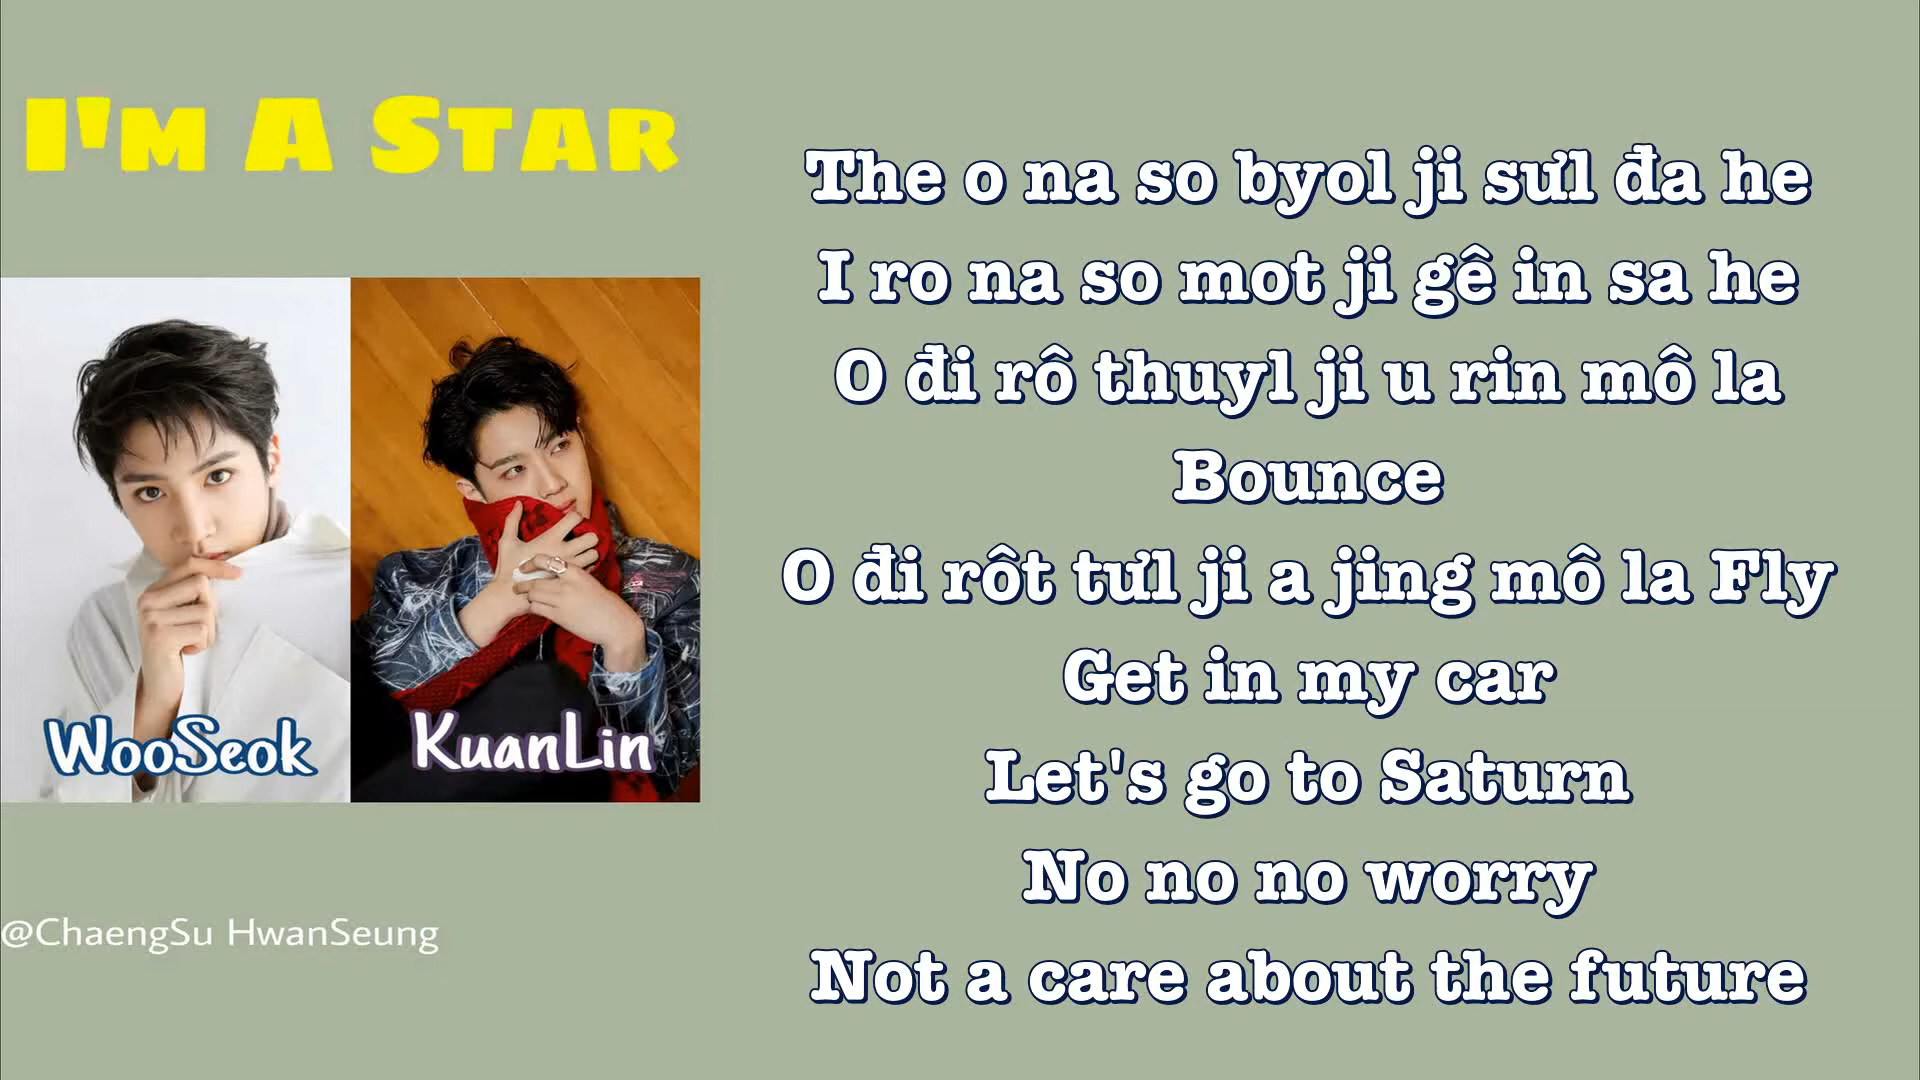 I'm A Star
The o na so byol ji sưl đa he
I ro na so mot ji gê in sa he
O đi rô thuyl ji u rin mô la
Bounce
O đi rôt tưl ji a jing mô la Fly
Get in my car
Let's go to Saturn
No no no worry
Not a care about the future
WooSeok
KuanLin
@ChaengSu HwanSeung